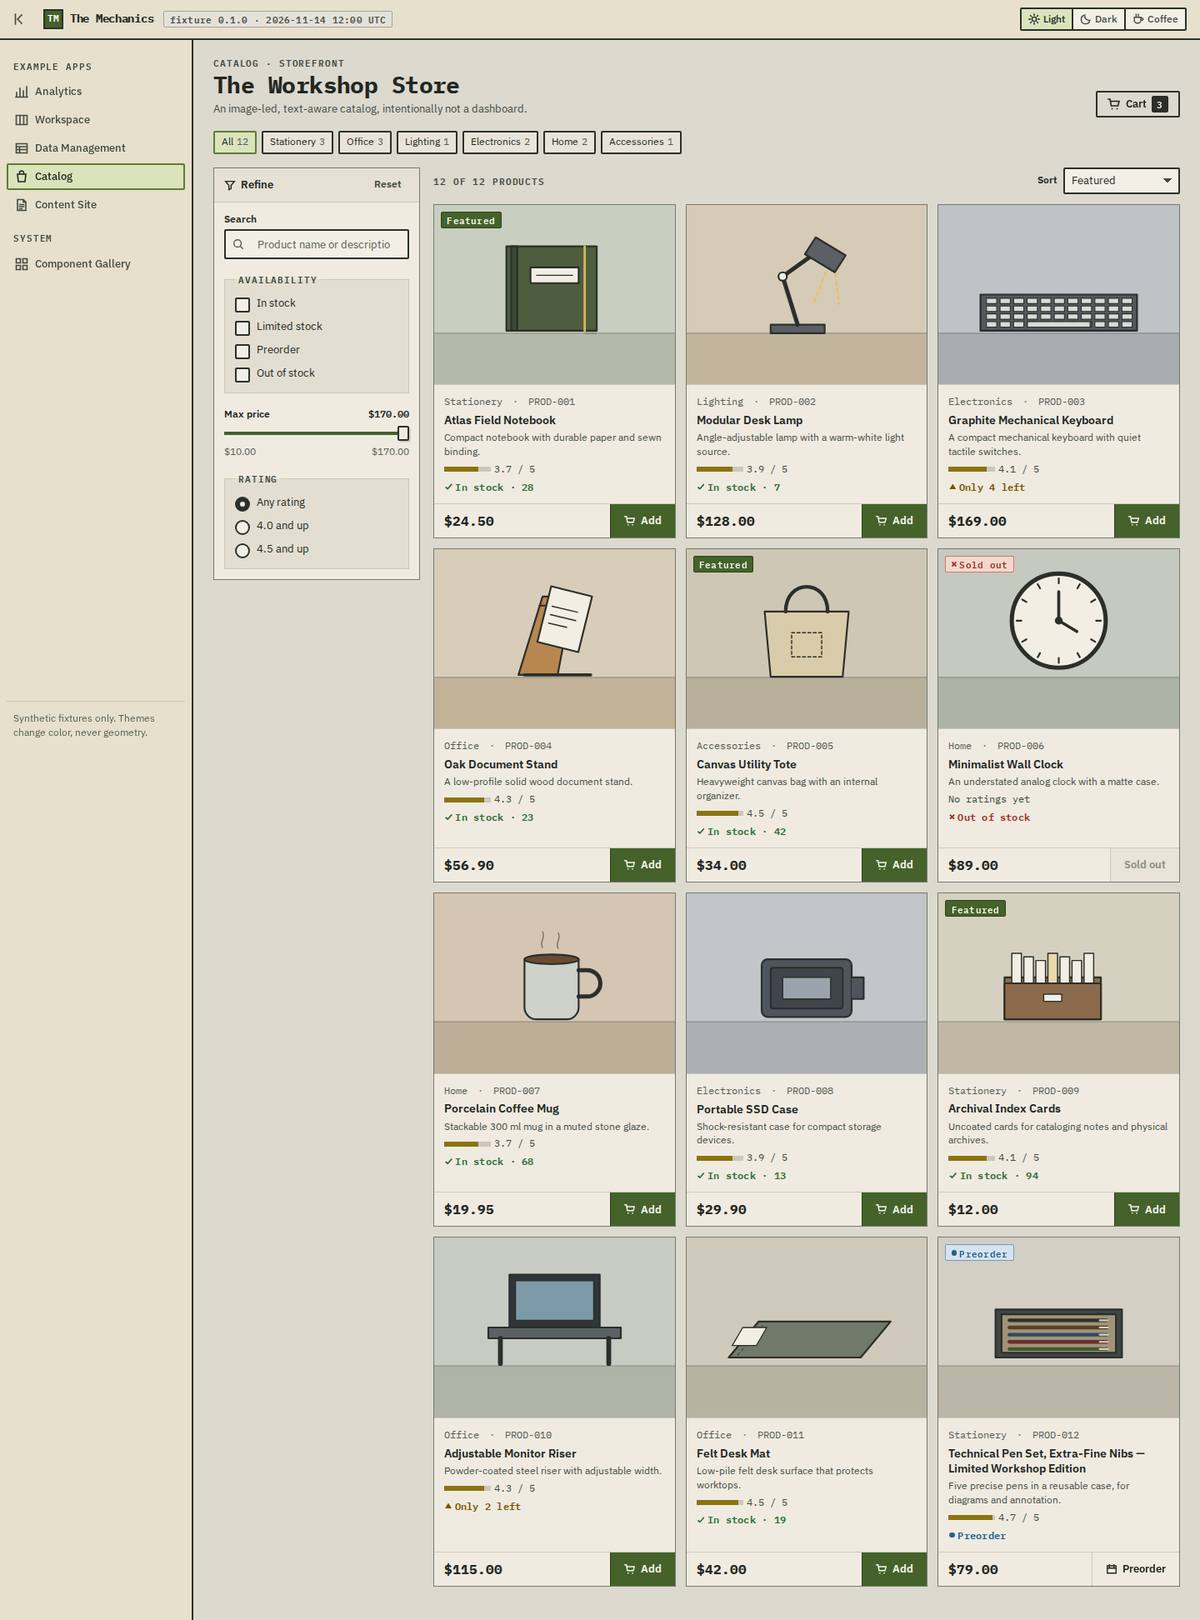 TM The Mechanics fixture 0.1.0 · 2026-11-14 12:00 UTC Light Dark Coffee
EXAMPLE APPS
Analytics
Workspace
Data Management
Catalog
Content Site
SYSTEM
Component Gallery
Synthetic fixtures only. Themes
change color, never geometry.
CATALOG · STOREFRONT
The Workshop Store
An image-led, text-aware catalog, intentionally not a dashboard.
Cart 3
All 12 Stationery 3 Office 3 Lighting 1 Electronics 2 Home 2 Accessories 1
Refine Reset
Search
Product name or descriptio
AVAILABILITY
In stock
Limited stock
Preorder
Out of stock
Max price $170.00
$10.00 $170.00
RATING
Any rating
4.0 and up
4.5 and up
12 OF 12 PRODUCTS
Sort Featured
Featured
Stationery · PROD-001
Atlas Field Notebook
Compact notebook with durable paper and sewn
binding.
3.7 / 5
In stock · 28
$24.50 Add
Lighting · PROD-002
Modular Desk Lamp
Angle-adjustable lamp with a warm-white light
source.
3.9 / 5
In stock · 7
$128.00 Add
Electronics · PROD-003
Graphite Mechanical Keyboard
A compact mechanical keyboard with quiet
tactile switches.
4.1 / 5
Only 4 left
$169.00 Add
Office · PROD-004
Oak Document Stand
A low-profile solid wood document stand.
4.3 / 5
In stock · 23
$56.90 Add
Featured
Accessories · PROD-005
Canvas Utility Tote
Heavyweight canvas bag with an internal
organizer.
4.5 / 5
In stock · 42
$34.00 Add
Sold out
Home · PROD-006
Minimalist Wall Clock
An understated analog clock with a matte case.
No ratings yet
Out of stock
$89.00 Sold out
Home · PROD-007
Porcelain Coffee Mug
Stackable 300 ml mug in a muted stone glaze.
3.7 / 5
In stock · 68
$19.95 Add
Electronics · PROD-008
Portable SSD Case
Shock-resistant case for compact storage
devices.
3.9 / 5
In stock · 13
$29.90 Add
Featured
Stationery · PROD-009
Archival Index Cards
Uncoated cards for cataloging notes and physical
archives.
4.1 / 5
In stock · 94
$12.00 Add
Office · PROD-010
Adjustable Monitor Riser
Powder-coated steel riser with adjustable width.
4.3 / 5
Only 2 left
$115.00 Add
Office · PROD-011
Felt Desk Mat
Low-pile felt desk surface that protects
worktops.
4.5 / 5
In stock · 19
$42.00 Add
Preorder
Stationery · PROD-012
Technical Pen Set, Extra-Fine Nibs —
Limited Workshop Edition
Five precise pens in a reusable case, for
diagrams and annotation.
4.7 / 5
Preorder
$79.00 Preorder